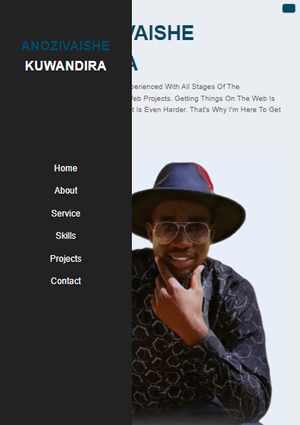 ANOZIVAISHE
KUWANDIRA
Home
About
Service
Skills
Projects
Contact
VAISHE
A
With All Stages Of The
Web Projects. Getting Things On The Web Is
It Is Even Harder. That's Why I'm Here To Get